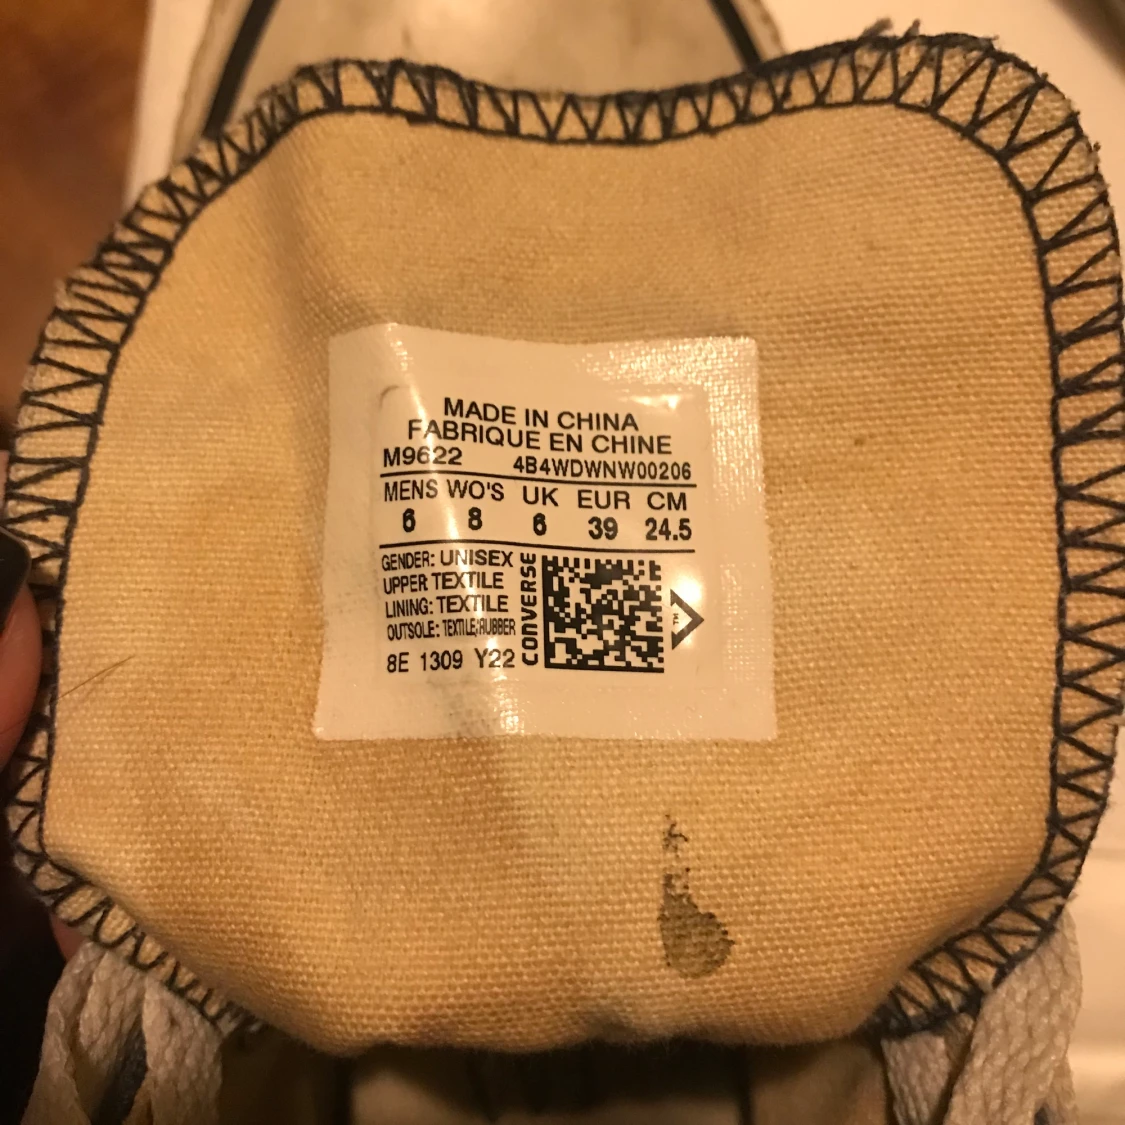 MADE IN CHINA
FABRIQUE EN CHINE
M9622 4B4WDWNW00206
MENS WO'S UK EUR CM
6 8 6 39 24.5
GENDER: UNISEX
UPPER TEXTILE
LINING: TEXTILE
OUTSOLE: TEXTILE/RUBBER
8E 1309 Y22
CONVERSE
TM